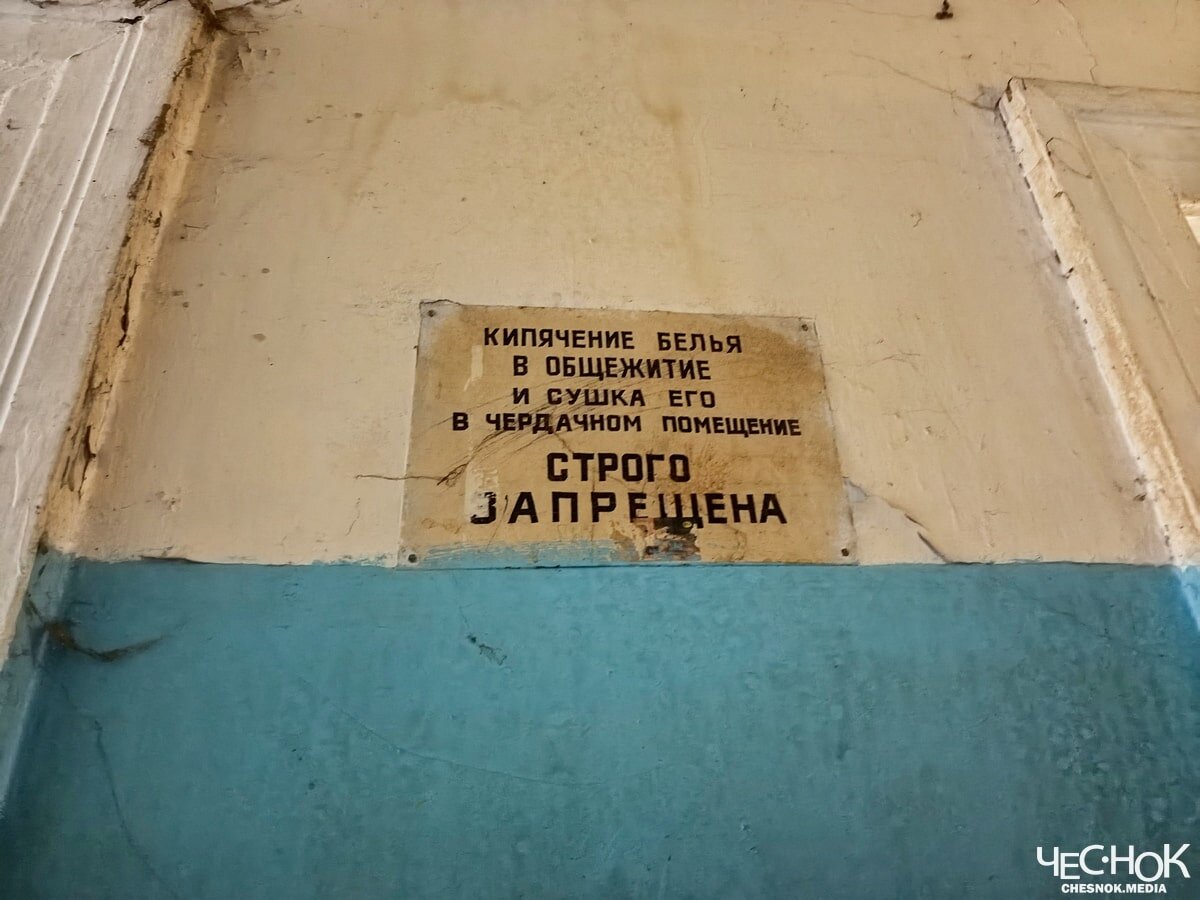 КИПЯЧЕНИЕ БЕЛЬЯ
В ОБЩЕЖИТИЕ
И СУШКА ЕГО
В ЧЕРДАЧНОМ ПОМЕЩЕНИЕ
СТРОГО
ЗАПРЕЩЕНА
ЧЕСНОК
CHESNOK.MEDIA